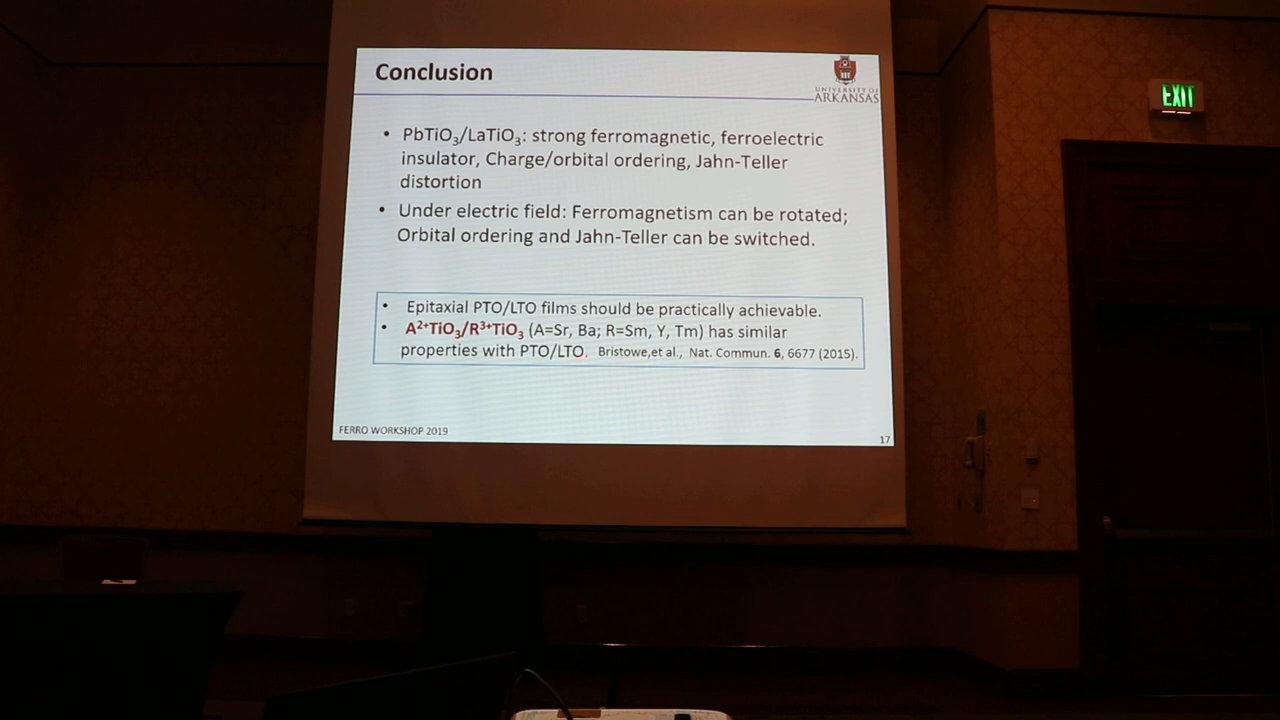 Conclusion
UNIVERSITY OF
ARKANSAS
• PbTiO₃/LaTiO₃: strong ferromagnetic, ferroelectric
insulator, Charge/orbital ordering, Jahn-Teller
distortion
• Under electric field: Ferromagnetism can be rotated;
Orbital ordering and Jahn-Teller can be switched.
• Epitaxial PTO/LTO films should be practically achievable.
• A²⁺TiO₃/R³⁺TiO₃ (A=Sr, Ba; R=Sm, Y, Tm) has similar
properties with PTO/LTO. Bristowe,et al., Nat. Commun. 6, 6677 (2015).
FERRO WORKSHOP 2019
17
EXIT